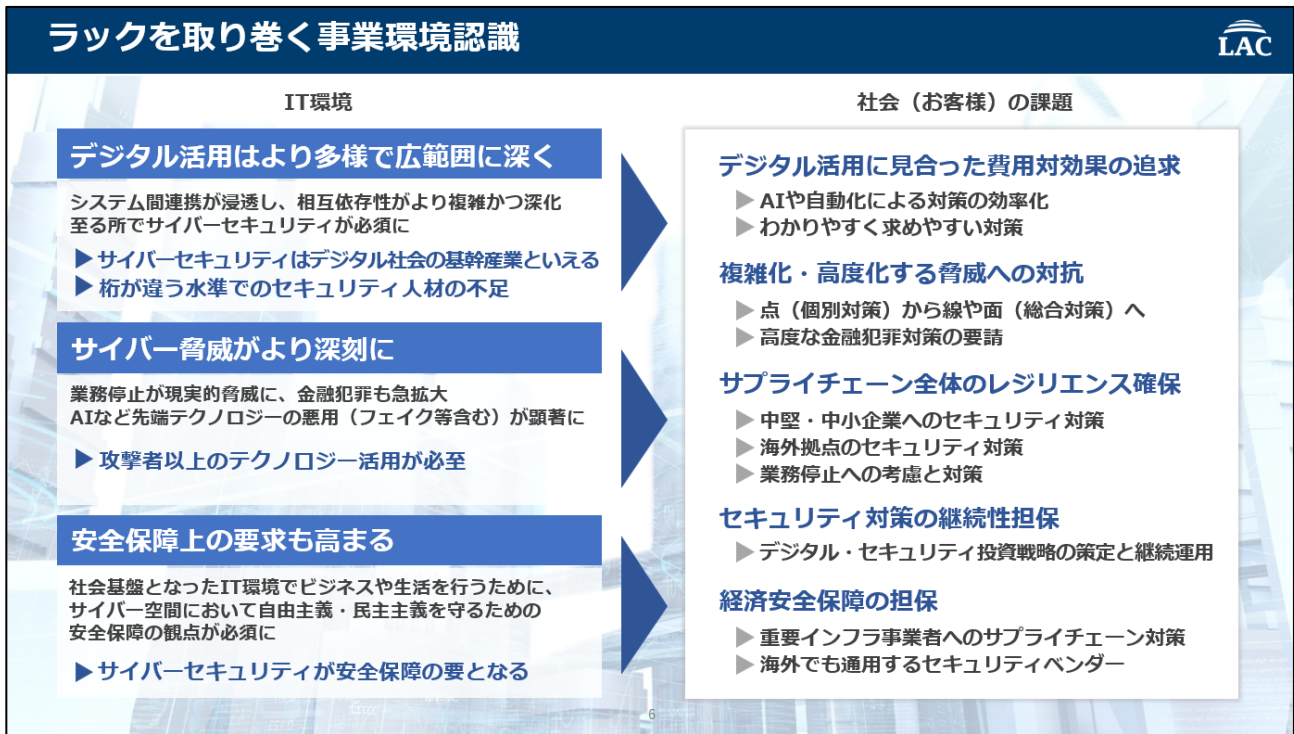 ラックを取り巻く事業環境認識
LAC
IT環境
デジタル活用はより多様で広範囲に深く
システム間連携が浸透し、相互依存性がより複雑かつ深化
至る所でサイバーセキュリティが必須に
▶サイバーセキュリティはデジタル社会の基幹産業といえる
▶桁が違う水準でのセキュリティ人材の不足
サイバー脅威がより深刻に
業務停止が現実的脅威に、金融犯罪も急拡大
AIなど先端テクノロジーの悪用（フェイク等含む）が顕著に
▶攻撃者以上のテクノロジー活用が必至
安全保障上の要求も高まる
社会基盤となったIT環境でビジネスや生活を行うために、
サイバー空間において自由主義・民主主義を守るための
安全保障の観点が必須に
▶サイバーセキュリティが安全保障の要となる
社会（お客様）の課題
デジタル活用に見合った費用対効果の追求
▶AIや自動化による対策の効率化
▶わかりやすく求めやすい対策
複雑化・高度化する脅威への対抗
▶点（個別対策）から線や面（総合対策）へ
▶高度な金融犯罪対策の要請
サプライチェーン全体のレジリエンス確保
▶中堅・中小企業へのセキュリティ対策
▶海外拠点のセキュリティ対策
▶業務停止への考慮と対策
セキュリティ対策の継続性担保
▶デジタル・セキュリティ投資戦略の策定と継続運用
経済安全保障の担保
▶重要インフラ事業者へのサプライチェーン対策
▶海外でも通用するセキュリティベンダー
6